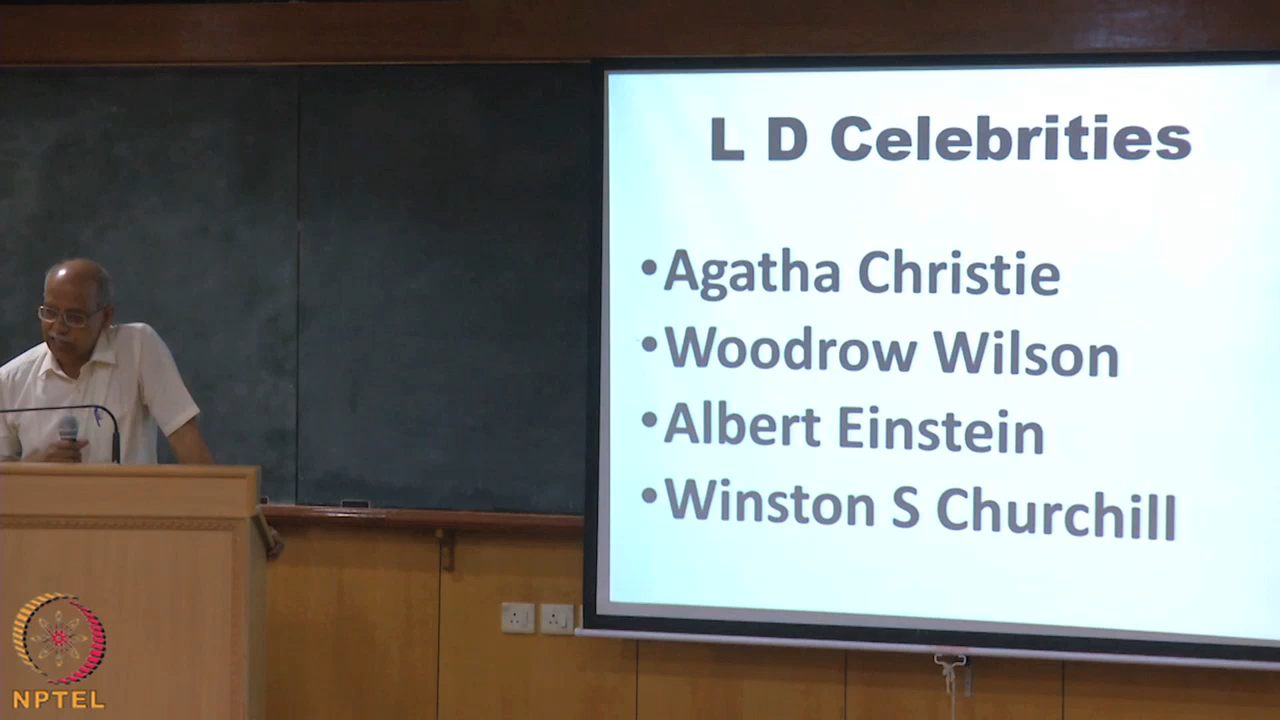 L D Celebrities
•Agatha Christie
•Woodrow Wilson
•Albert Einstein
•Winston S Churchill
NPTEL